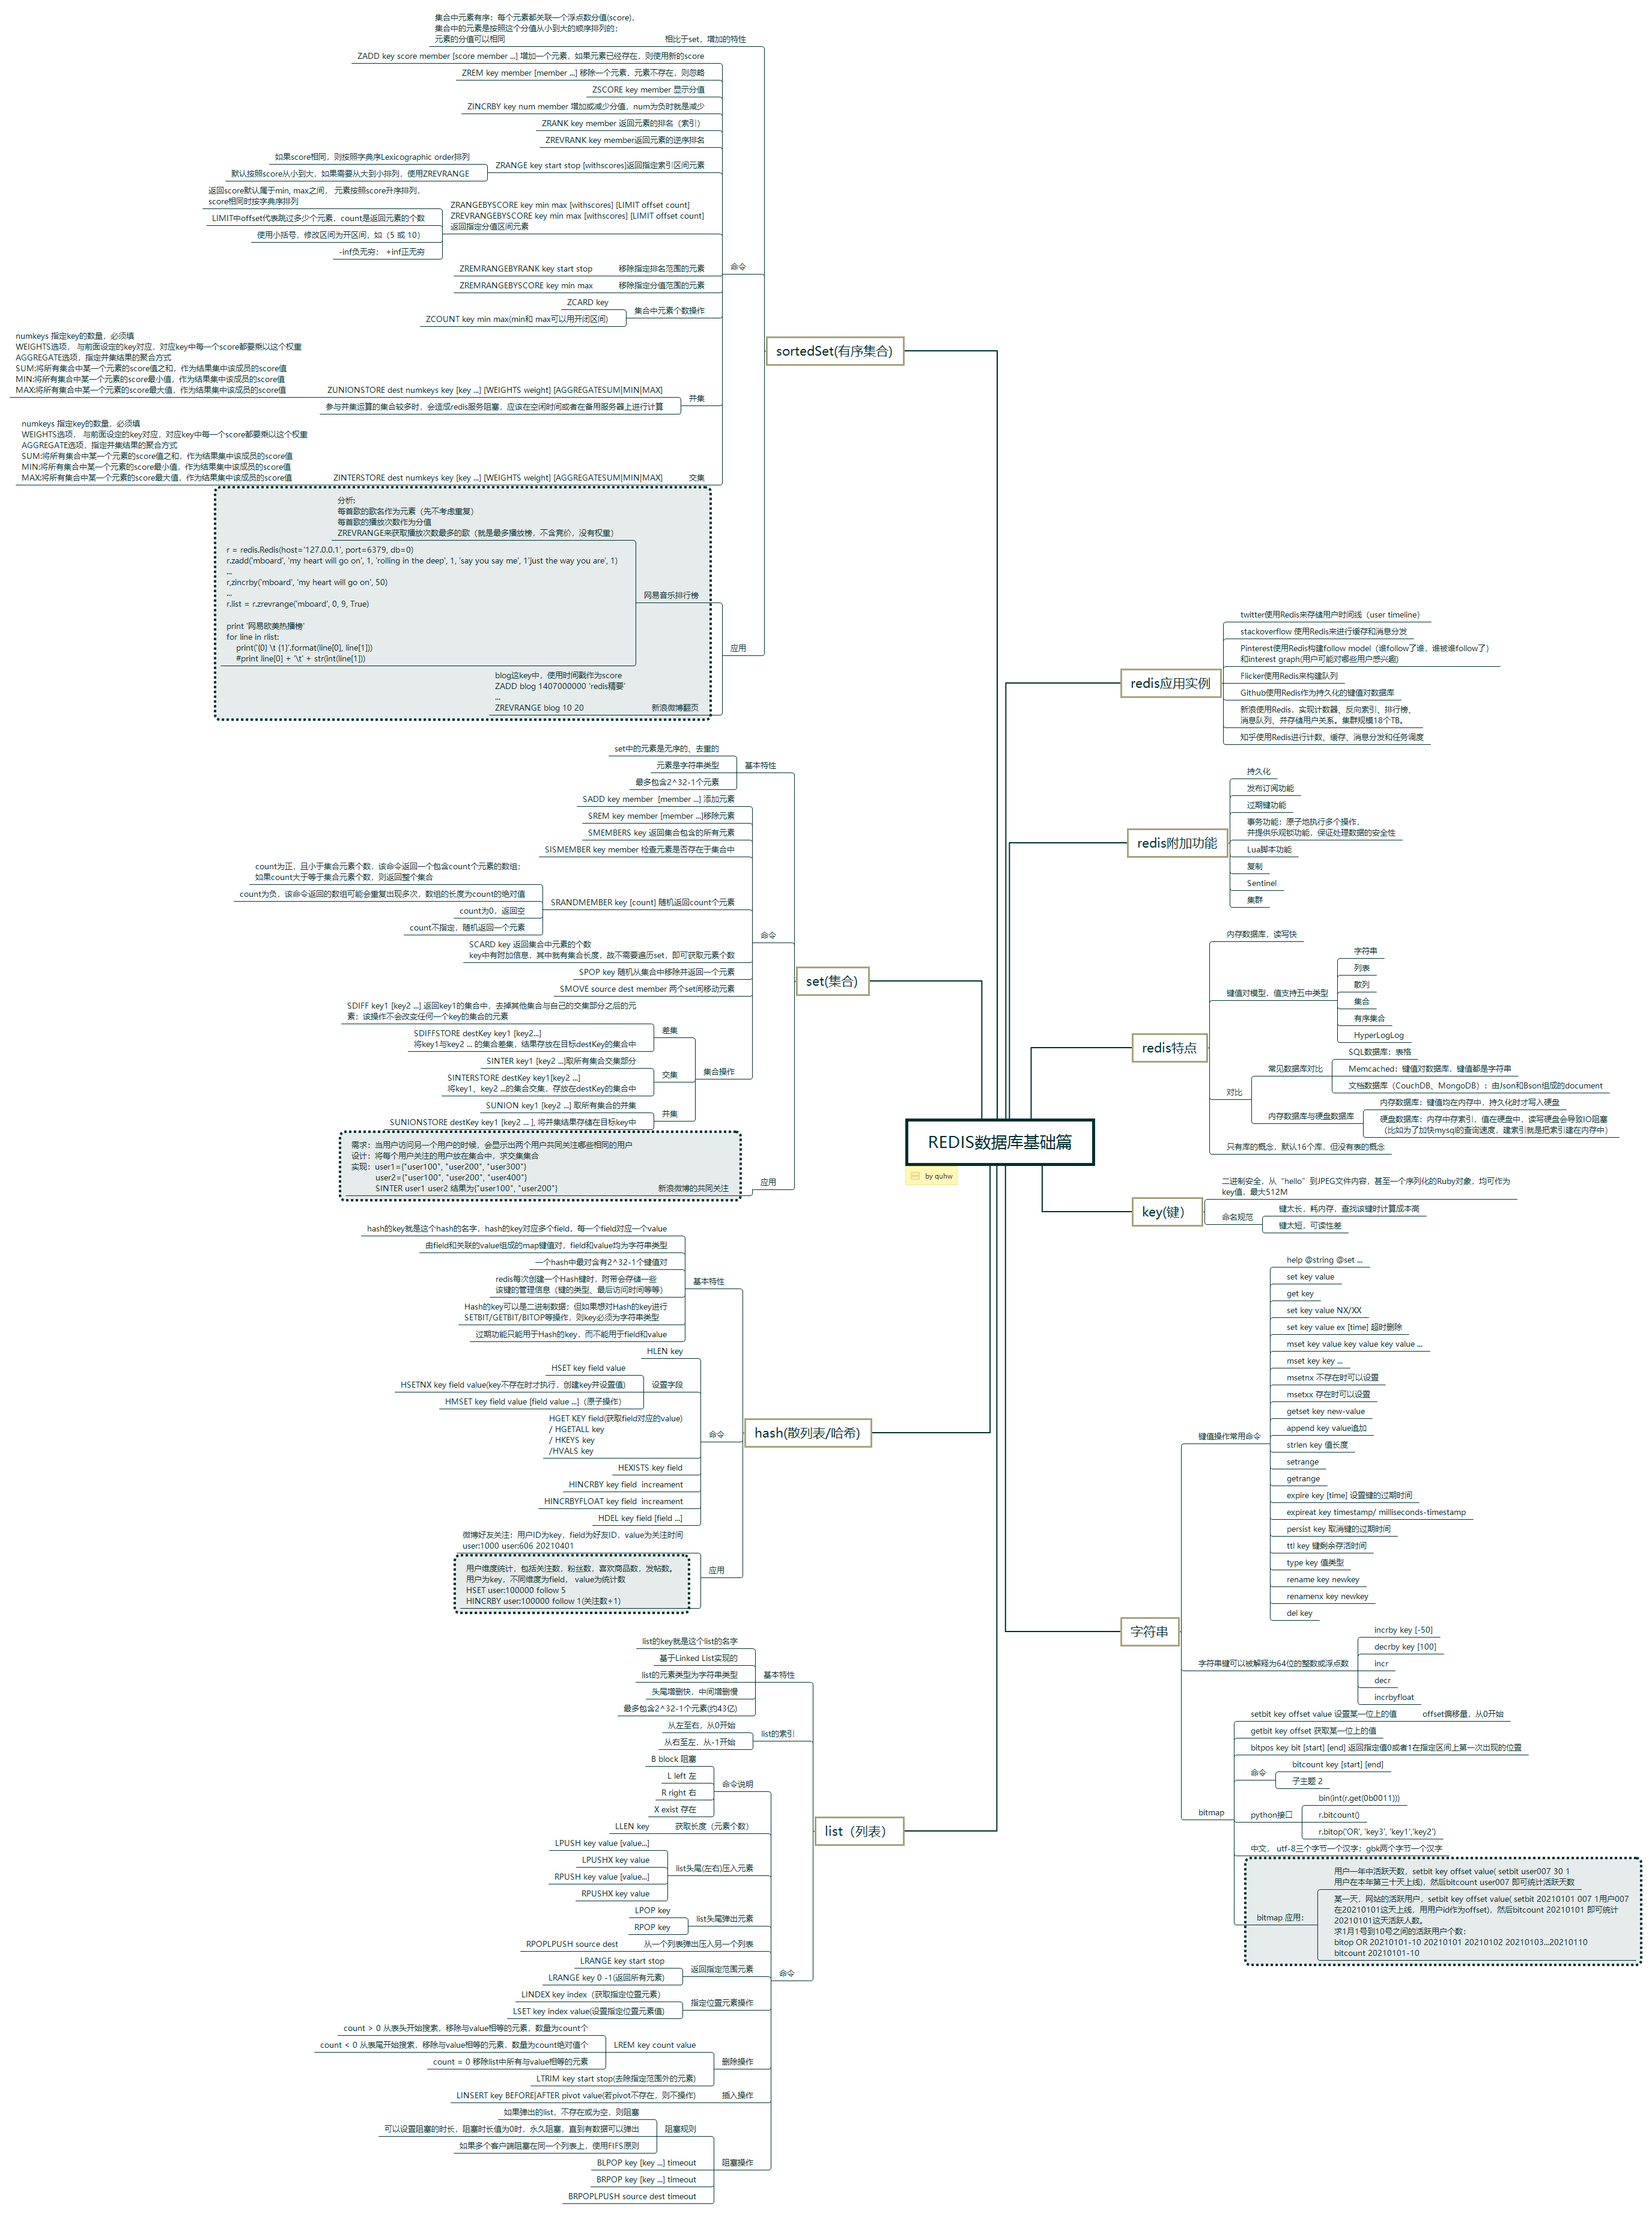 REDIS数据库基础篇
by quhw
redis应用实例
twitter使用Redis来存储用户时间线（user timeline）
stackoverflow 使用Redis来进行缓存和消息分发
Pinterest使用Redis构建follow model（谁follow了谁，谁被谁follow了）
和interest graph(用户可能对哪些用户感兴趣)
Flicker使用Redis来构建队列
Github使用Redis作为持久化的键值对数据库
新浪使用Redis，实现计数器、反向索引、排行榜、
消息队列、并存储用户关系。集群规模18个TB。
知乎使用Redis进行计数、缓存、消息分发和任务调度
redis附加功能
持久化
发布订阅功能
过期键功能
事务功能：原子地执行多个操作，
并提供乐观锁功能，保证处理数据的安全性
Lua脚本功能
复制
Sentinel
集群
redis特点
内存数据库，读写快
键值对模型，值支持五中类型
字符串
列表
散列
集合
有序集合
HyperLogLog
对比
常见数据库对比
SQL数据库：表格
Memcached：键值对数据库，键值都是字符串
文档数据库（CouchDB、MongoDB）：由Json和Bson组成的document
内存数据库与硬盘数据库
内存数据库：键值均在内存中，持久化时才写入硬盘
硬盘数据库：内存中存索引，值在硬盘中，读写硬盘会导致IO阻塞
（比如为了加快mysql的查询速度，建索引就是把索引建在内存中）
只有库的概念，默认16个库，但没有表的概念
key(键）
二进制安全，从“hello”到JPEG文件内容，甚至一个序列化的Ruby对象，均可作为
key值，最大512M
命名规范
键太长，耗内存，查找该键时计算成本高
键太短，可读性差
字符串
键值操作常用命令
help @string @set ...
set key value
get key
set key value NX/XX
set key value ex [time] 超时删除
mset key value key value key value ...
mset key key ...
msetnx 不存在时可以设置
msetxx 存在时可以设置
getset key new-value
append key value追加
strlen key 值长度
setrange
getrange
expire key [time] 设置键的过期时间
expireat key timestamp/ milliseconds-timestamp
persist key 取消键的过期时间
ttl key 键剩余存活时间
type key 值类型
rename key newkey
renamenx key newkey
del key
字符串键可以被解释为64位的整数或浮点数
incrby key [-50]
decrby key [100]
incr
decr
incrbyfloat
bitmap
setbit key offset value 设置某一位上的值
offset偏移量，从0开始
getbit key offset 获取某一位上的值
bitpos key bit [start] [end] 返回指定值0或者1在指定区间上第一次出现的位置
命令
bitcount key [start] [end]
子主题 2
python接口
bin(int(r.get(0b0011)))
r.bitcount()
r.bitop('OR', 'key3', 'key1','key2')
中文， utf-8三个字节一个汉字；gbk两个字节一个汉字
bitmap 应用：
用户一年中活跃天数，setbit key offset value( setbit user007 30 1
用户在本年第三十天上线)，然后bitcount user007 即可统计活跃天数
某一天，网站的活跃用户，setbit key offset value( setbit 20210101 007 1用户007
在20210101这天上线，用用户id作为offset)，然后bitcount 20210101 即可统计
20210101这天活跃人数。
求1月1号到10号之间的活跃用户个数：
bitop OR 20210101-10 20210101 20210102 20210103...20210110
bitcount 20210101-10
sortedSet(有序集合)
相比于set，增加的特性
集合中元素有序：每个元素都关联一个浮点数分值(score)，
集合中的元素是按照这个分值从小到大的顺序排列的；
元素的分值可以相同
命令
ZADD key score member [score member ...] 增加一个元素，如果元素已经存在，则使用新的score
ZREM key member [member ...] 移除一个元素，元素不存在，则忽略
ZSCORE key member 显示分值
ZINCRBY key num member 增加或减少分值，num为负时就是减少
ZRANK key member 返回元素的排名（索引）
ZREVRANK key member返回元素的逆序排名
ZRANGE key start stop [withscores]返回指定索引区间元素
如果score相同，则按照字典序Lexicographic order排列
默认按照score从小到大，如果需要从大到小排列，使用ZREVRANGE
ZRANGEBYSCORE key min max [withscores] [LIMIT offset count]
ZREVRANGEBYSCORE key min max [withscores] [LIMIT offset count]
返回指定分值区间元素
返回score默认属于min, max之间， 元素按照score升序排列，
score相同时按字典序排列
LIMIT中offset代表跳过多少个元素，count是返回元素的个数
使用小括号，修改区间为开区间，如（5 或 10）
-inf负无穷； +inf正无穷
ZREMRANGEBYRANK key start stop
移除指定排名范围的元素
ZREMRANGEBYSCORE key min max
移除指定分值范围的元素
集合中元素个数操作
ZCARD key
ZCOUNT key min max(min和 max可以用开闭区间)
并集
ZUNIONSTORE dest numkeys key [key ...] [WEIGHTS weight] [AGGREGATESUM|MIN|MAX]
numkeys 指定key的数量，必须填
WEIGHTS选项， 与前面设定的key对应，对应key中每一个score都要乘以这个权重
AGGREGATE选项，指定并集结果的聚合方式
SUM:将所有集合中某一个元素的score值之和，作为结果集中该成员的score值
MIN:将所有集合中某一个元素的score最小值，作为结果集中该成员的score值
MAX:将所有集合中某一个元素的score最大值，作为结果集中该成员的score值
参与并集运算的集合较多时，会造成redis服务阻塞，应该在空闲时间或者在备用服务器上进行计算
交集
ZINTERSTORE dest numkeys key [key ...] [WEIGHTS weight] [AGGREGATESUM|MIN|MAX]
numkeys 指定key的数量，必须填
WEIGHTS选项， 与前面设定的key对应，对应key中每一个score都要乘以这个权重
AGGREGATE选项，指定并集结果的聚合方式
SUM:将所有集合中某一个元素的score值之和，作为结果集中该成员的score值
MIN:将所有集合中某一个元素的score最小值，作为结果集中该成员的score值
MAX:将所有集合中某一个元素的score最大值，作为结果集中该成员的score值
应用
网易音乐排行榜
分析：
每首歌的歌名作为元素（先不考虑重复）
每首歌的播放次数作为分值
ZREVRANGE来获取播放次数最多的歌（就是最多播放榜，不含竞价，没有权重）
r = redis.Redis(host='127.0.0.1', port=6379, db=0)
r.zadd('mboard', 'my heart will go on', 1, 'rolling in the deep', 1, 'say you say me', 1'just the way you are', 1)
...
r,zincrby('mboard', 'my heart will go on', 50)
...
r.list = r.zrevrange('mboard', 0, 9, True)
print '网易欧美热播榜'
for line in rlist:
print('{0} \t {1}'.format(line[0], line[1]))
#print line[0] + '\t' + str(int(line[1]))
新浪微博翻页
blog这key中，使用时间戳作为score
ZADD blog 1407000000 'redis精要'
...
ZREVRANGE blog 10 20
set(集合)
基本特性
set中的元素是无序的、去重的
元素是字符串类型
最多包含2^32-1个元素
命令
SADD key member  [member ...] 添加元素
SREM key member [member ...]移除元素
SMEMBERS key 返回集合包含的所有元素
SISMEMBER key member 检查元素是否存在于集合中
SRANDMEMBER key [count] 随机返回count个元素
count为正，且小于集合元素个数，该命令返回一个包含count个元素的数组；
如果count大于等于集合元素个数，则返回整个集合
count为负，该命令返回的数组可能会重复出现多次，数组的长度为count的绝对值
count为0，返回空
count不指定，随机返回一个元素
SCARD key 返回集合中元素的个数
key中有附加信息，其中就有集合长度，故不需要遍历set，即可获取元素个数
SPOP key 随机从集合中移除并返回一个元素
SMOVE source dest member 两个set间移动元素
集合操作
差集
SDIFF key1 [key2 ...] 返回key1的集合中，去掉其他集合与自己的交集部分之后的元
素；该操作不会改变任何一个key的集合的元素
SDIFFSTORE destKey key1 [key2...]
将key1与key2 ... 的集合差集，结果存放在目标destKey的集合中
交集
SINTER key1 [key2 ...]取所有集合交集部分
SINTERSTORE destKey key1[key2 ...]
将key1、key2 ...的集合交集，存放在destKey的集合中
并集
SUNION key1 [key2 ...] 取所有集合的并集
SUNIONSTORE destKey key1 [key2 ... ], 将并集结果存储在目标key中
应用
新浪微博的共同关注
需求：当用户访问另一个用户的时候，会显示出两个用户共同关注哪些相同的用户
设计：将每个用户关注的用户放在集合中，求交集集合
实现：user1={"user100", "user200", "user300"}
user2={"user100", "user200", "user400"}
SINTER user1 user2 结果为{"user100", "user200"}
hash(散列表/哈希)
基本特性
hash的key就是这个hash的名字，hash的key对应多个field，每一个field对应一个value
由field和关联的value组成的map键值对，field和value均为字符串类型
一个hash中最对含有2^32-1个键值对
redis每次创建一个Hash键时，附带会存储一些
该键的管理信息（键的类型、最后访问时间等等）
Hash的key可以是二进制数据；但如果想对Hash的key进行
SETBIT/GETBIT/BITOP等操作，则key必须为字符串类型
过期功能只能用于Hash的key，而不能用于field和value
命令
HLEN key
设置字段
HSET key field value
HSETNX key field value(key不存在时才执行，创建key并设置值)
HMSET key field value [field value ...]（原子操作）
HGET KEY field(获取field对应的value)
/ HGETALL key
/ HKEYS key
/HVALS key
HEXISTS key field
HINCRBY key field  increament
HINCRBYFLOAT key field  increament
HDEL key field [field ...]
应用
微博好友关注：用户ID为key，field为好友ID，value为关注时间
user:1000 user:606 20210401
用户维度统计，包括关注数，粉丝数，喜欢商品数，发帖数。
用户为key，不同维度为field， value为统计数
HSET user:100000 follow 5
HINCRBY user:100000 follow 1(关注数+1)
list（列表）
基本特性
list的key就是这个list的名字
基于Linked List实现的
list的元素类型为字符串类型
头尾增删快，中间增删慢
最多包含2^32-1个元素(约43亿)
list的索引
从左至右，从0开始
从右至左，从-1开始
命令
命令说明
B block 阻塞
L left 左
R right 右
X exist 存在
LLEN key
获取长度（元素个数）
list头尾(左右)压入元素
LPUSH key value [value...]
LPUSHX key value
RPUSH key value [value...]
RPUSHX key value
list头尾弹出元素
LPOP key
RPOP key
RPOPLPUSH source dest
从一个列表弹出压入另一个列表
返回指定范围元素
LRANGE key start stop
LRANGE key 0 -1(返回所有元素)
指定位置元素操作
LINDEX key index（获取指定位置元素）
LSET key index value(设置指定位置元素值)
删除操作
LREM key count value
count > 0 从表头开始搜索，移除与value相等的元素，数量为count个
count < 0 从表尾开始搜索，移除与value相等的元素，数量为count绝对值个
count = 0 移除list中所有与value相等的元素
LTRIM key start stop(去除指定范围外的元素)
LINSERT key BEFORE|AFTER pivot value(若pivot不存在，则不操作)
插入操作
阻塞操作
阻塞规则
如果弹出的list，不存在或为空，则阻塞
可以设置阻塞的时长，阻塞时长值为0时，永久阻塞，直到有数据可以弹出
如果多个客户端阻塞在同一个列表上，使用FIFS原则
BLPOP key [key ...] timeout
BRPOP key [key ...] timeout
BRPOPLPUSH source dest timeout